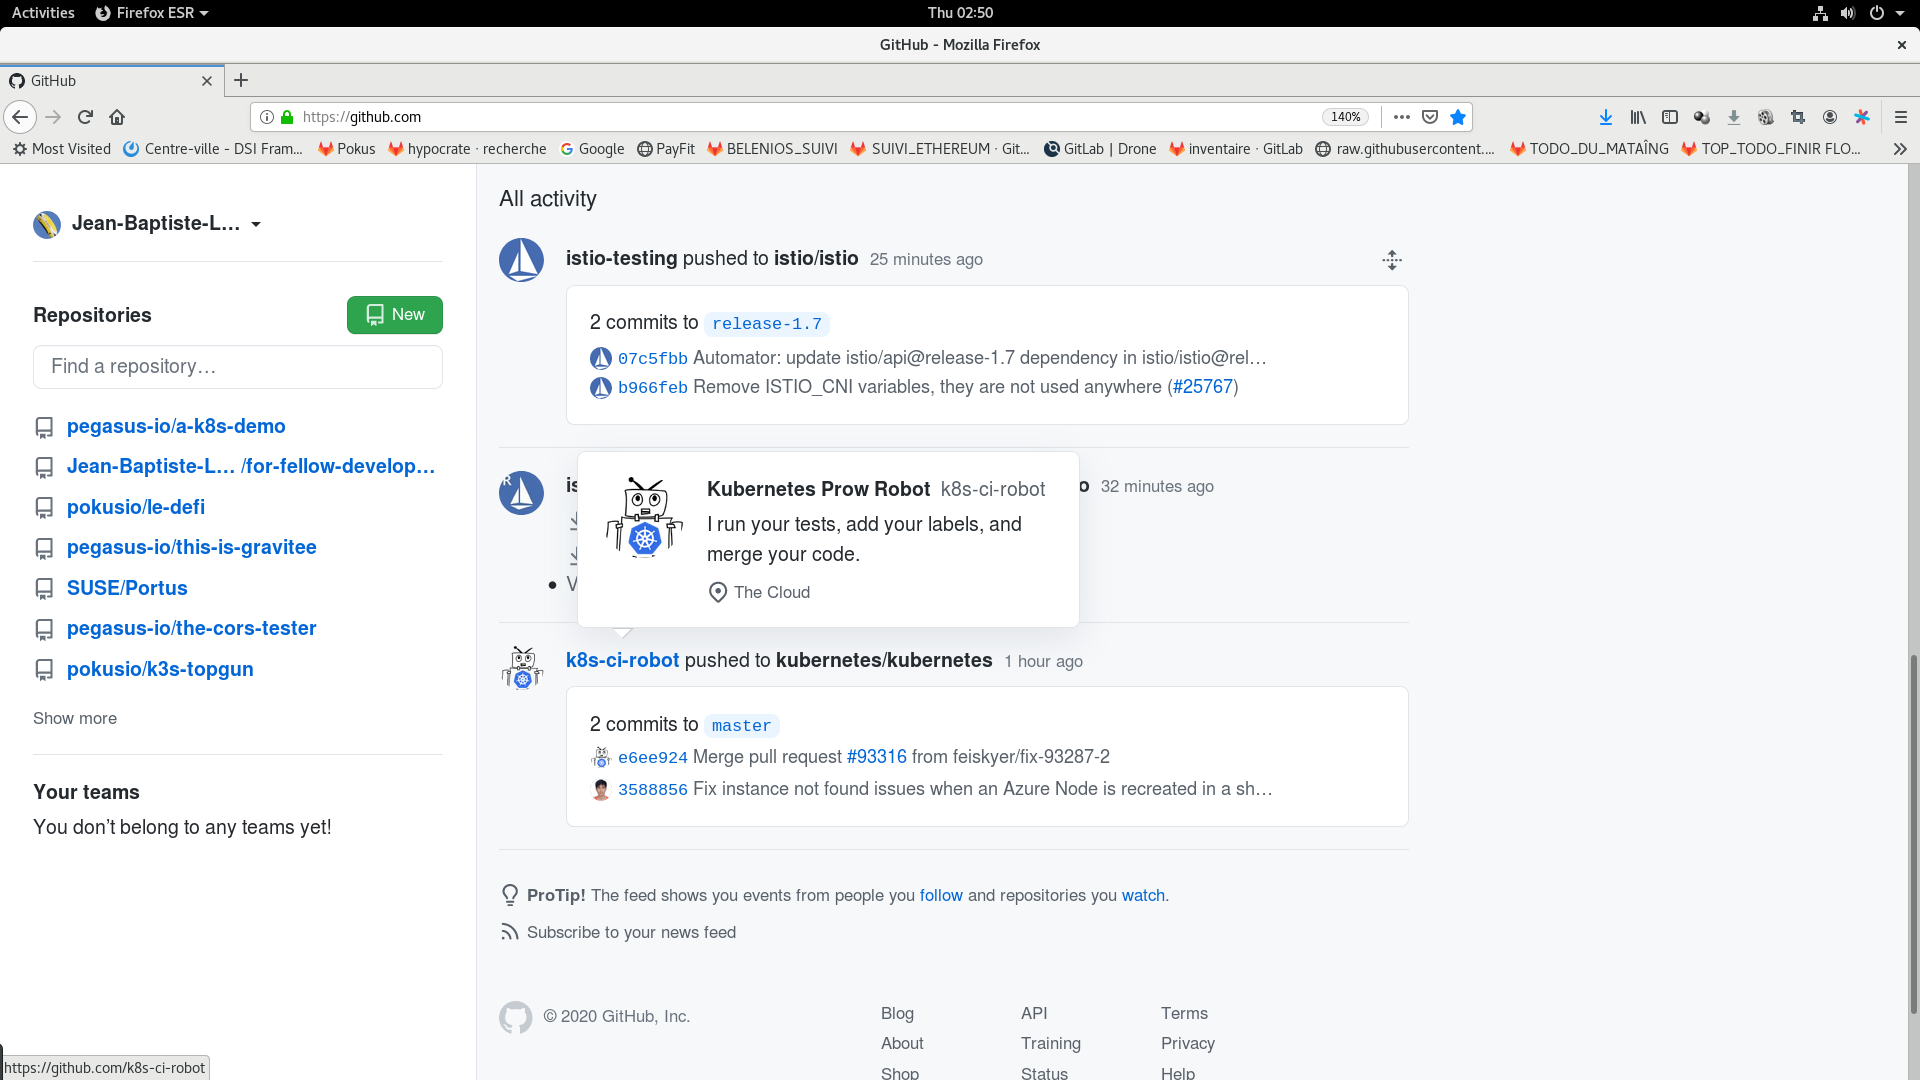 Activities
Firefox ESR
Thu 02:50
GitHub - Mozilla Firefox
GitHub
https://github.com
140%
Most Visited
Centre-ville - DSI Fram...
Pokus
hypocrate · recherche
Google
PayFit
BELENIOS_SUIVI
SUIVI_ETHEREUM · Git...
GitLab | Drone
inventaire · GitLab
raw.githubusercontent....
TODO_DU_MATAÎNG
TOP_TODO_FINIR FLO...
Jean-Baptiste-L...
Repositories
New
Find a repository…
pegasus-io/a-k8s-demo
Jean-Baptiste-L... /for-fellow-develop…
pokusio/le-defi
pegasus-io/this-is-gravitee
SUSE/Portus
pegasus-io/the-cors-tester
pokusio/k3s-topgun
Show more
Your teams
You don't belong to any teams yet!
All activity
istio-testing pushed to istio/istio 25 minutes ago
2 commits to release-1.7
07c5fbb Automator: update istio/api@release-1.7 dependency in istio/istio@rel…
b966feb Remove ISTIO_CNI variables, they are not used anywhere (#25767)
32 minutes ago
Kubernetes Prow Robot k8s-ci-robot
I run your tests, add your labels, and
merge your code.
The Cloud
k8s-ci-robot pushed to kubernetes/kubernetes 1 hour ago
2 commits to master
e6ee924 Merge pull request #93316 from feiskyer/fix-93287-2
3588856 Fix instance not found issues when an Azure Node is recreated in a sh…
ProTip! The feed shows you events from people you follow and repositories you watch.
Subscribe to your news feed
© 2020 GitHub, Inc.
Blog
API
Terms
About
Training
Privacy
Shop
Status
Help
https://github.com/k8s-ci-robot